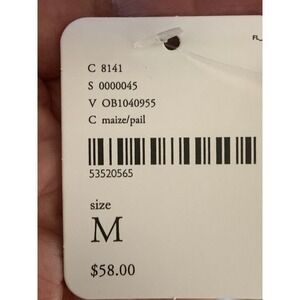 C 8141
S 0000045
V OB1040955
C maize/pail
53520565
size
M
$58.00